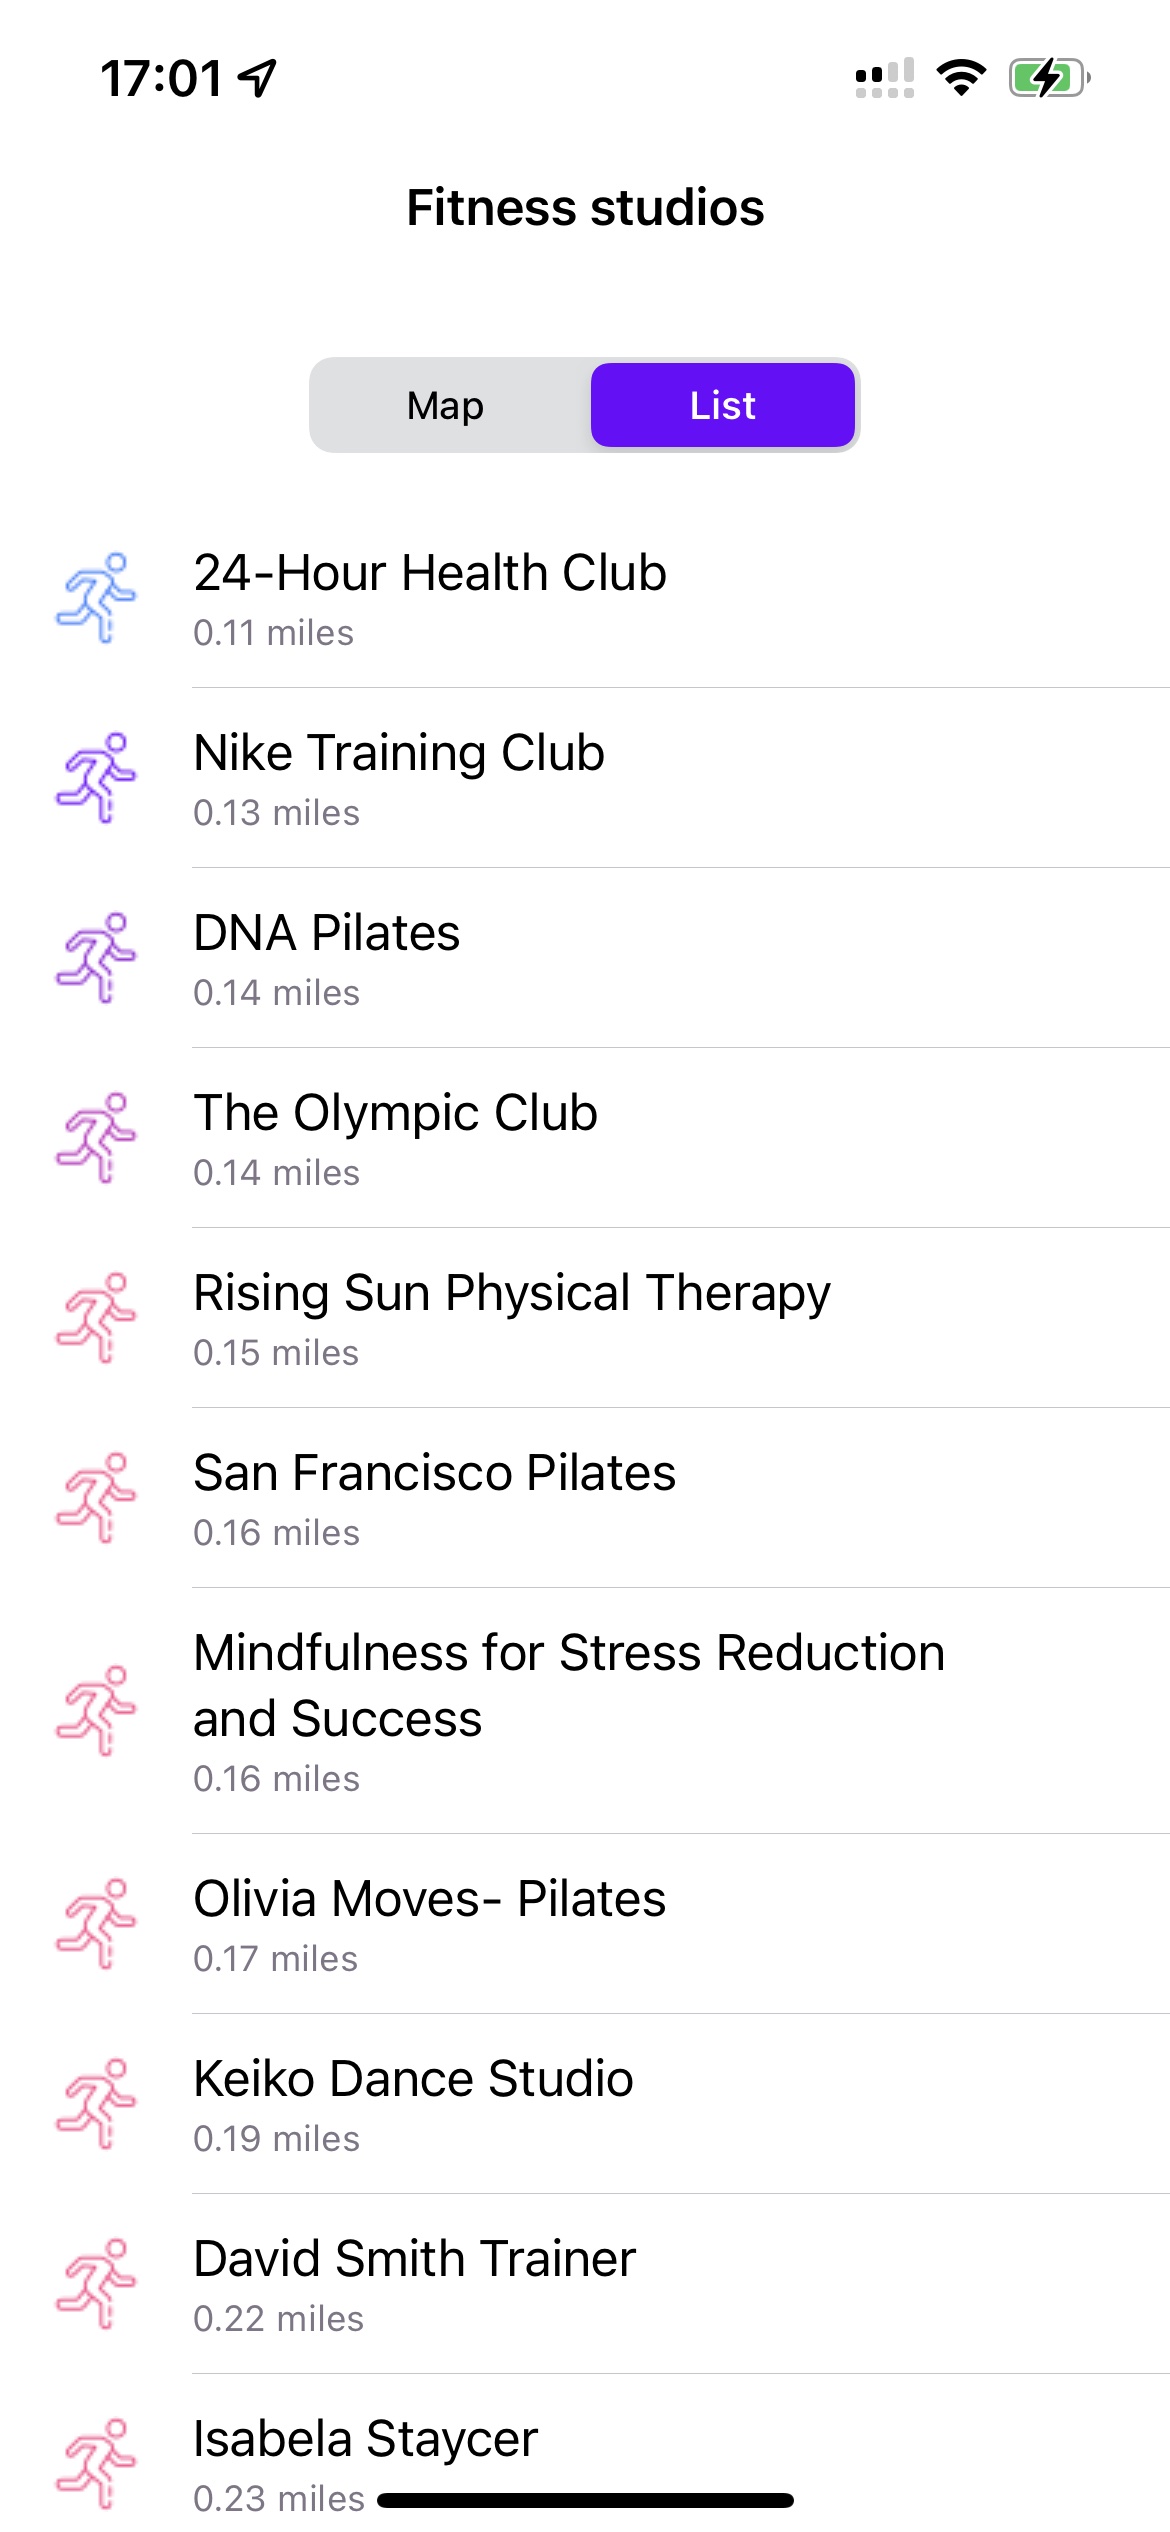 17:01
Fitness studios
Map
List
24-Hour Health Club
0.11 miles
Nike Training Club
0.13 miles
DNA Pilates
0.14 miles
The Olympic Club
0.14 miles
Rising Sun Physical Therapy
0.15 miles
San Francisco Pilates
0.16 miles
Mindfulness for Stress Reduction
and Success
0.16 miles
Olivia Moves- Pilates
0.17 miles
Keiko Dance Studio
0.19 miles
David Smith Trainer
0.22 miles
Isabela Staycer
0.23 miles